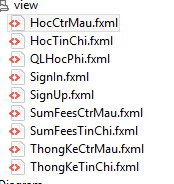 view
HocCtrMau.fxml
HocTinChi.fxml
QLHocPhi.fxml
SignIn.fxml
SignUp.fxml
SumFeesCtrMau.fxml
SumFeesTinChi.fxml
ThongKeCtrMau.fxml
ThongKeTinChi.fxml